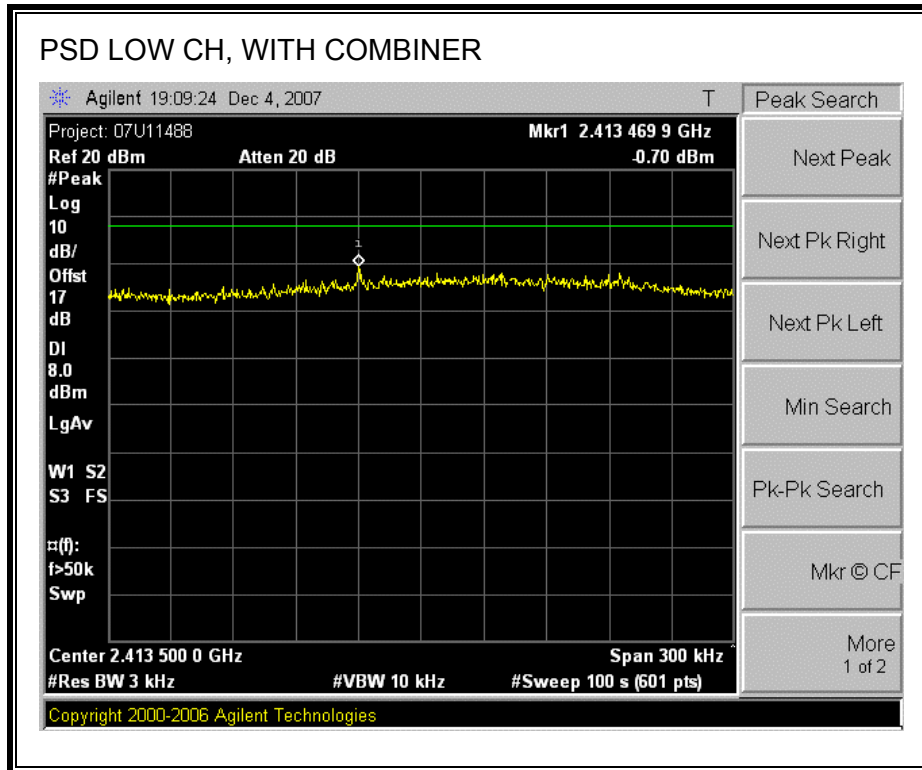 PSD LOW CH, WITH COMBINER
Agilent 19:09:24 Dec 4, 2007 T
Peak Search
Project: 07U11488 Mkr1 2.413 469 9 GHz
Ref 20 dBm Atten 20 dB -0.70 dBm
#Peak
Log
10
dB/
Offst
17
dB
DI
8.0
dBm
LgAv
W1 S2
S3 FS
¤(f):
f>50k
Swp
1
Center 2.413 500 0 GHz Span 300 kHz ^
#Res BW 3 kHz #VBW 10 kHz #Sweep 100 s (601 pts)
Copyright 2000-2006 Agilent Technologies
Next Peak
Next Pk Right
Next Pk Left
Min Search
Pk-Pk Search
Mkr © CF
More
1 of 2